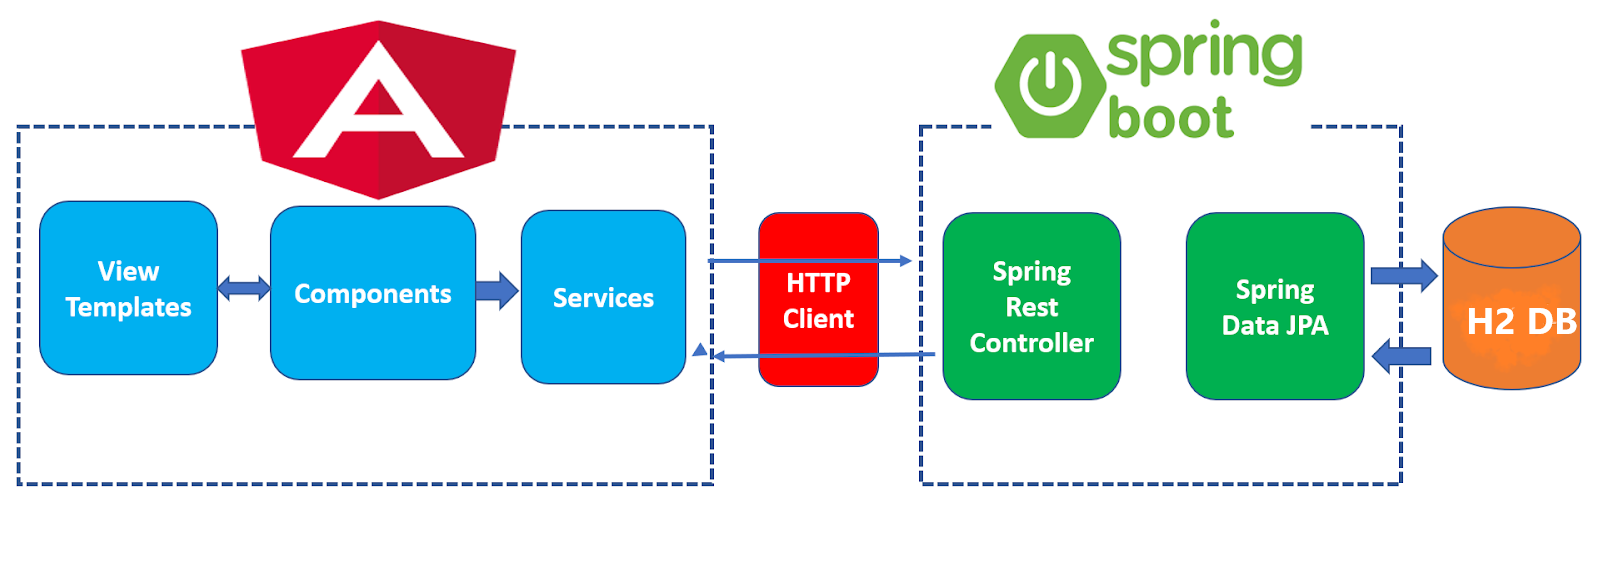 spring
boot
View
Templates
Components
Services
HTTP
Client
Spring
Rest
Controller
Spring
Data JPA
H2 DB